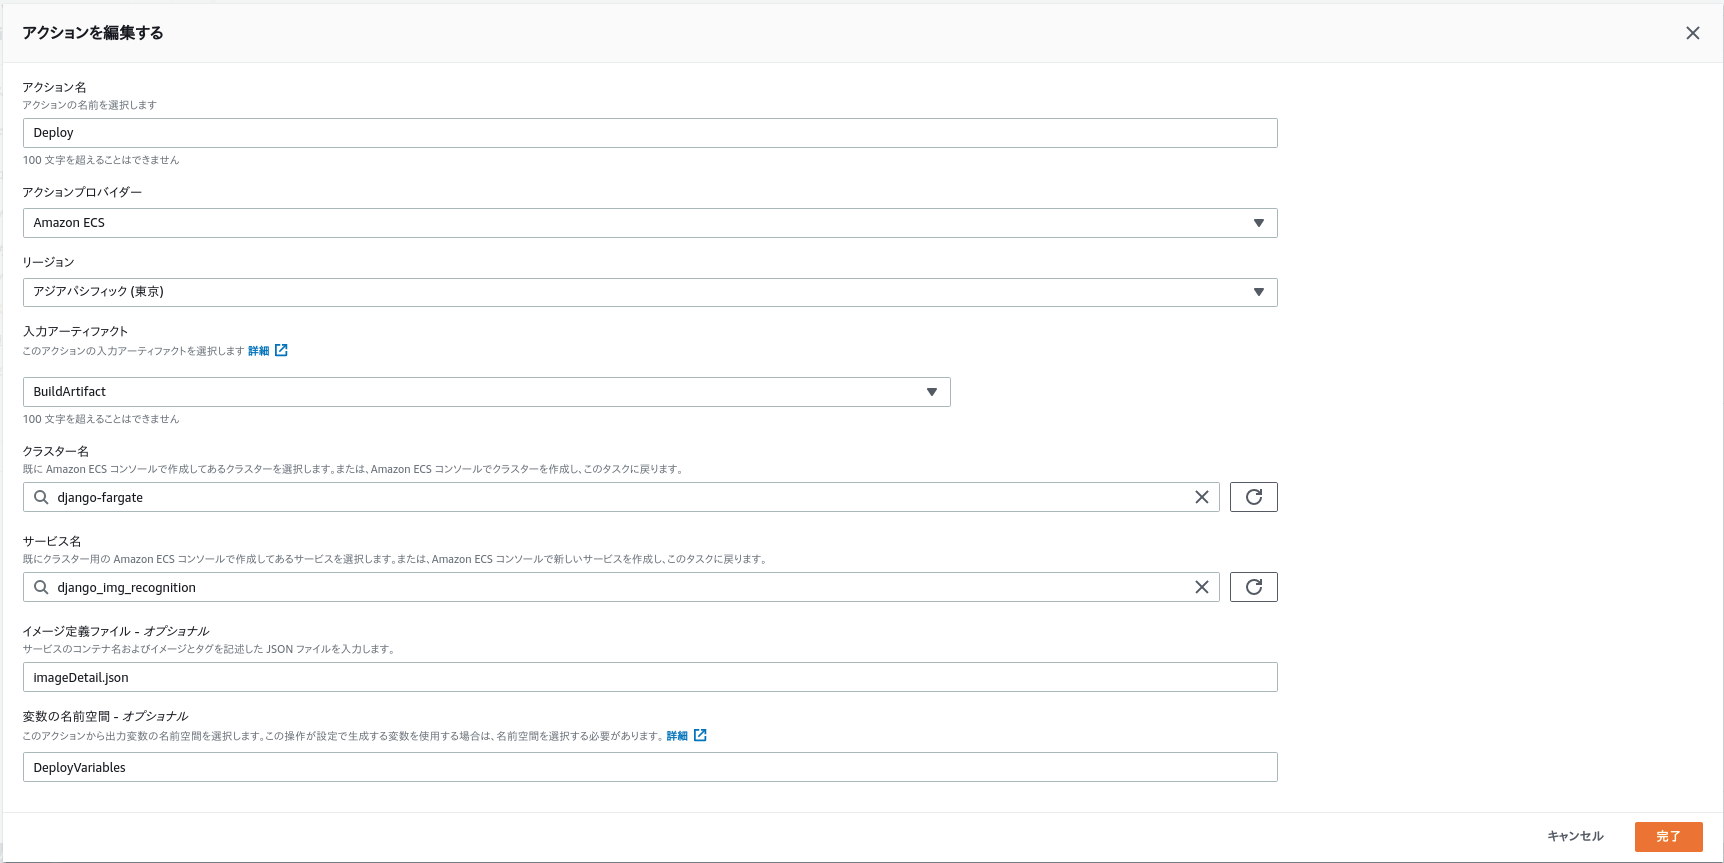 アクションを編集する
アクション名
アクションの名前を選択します
Deploy
100 文字を超えることはできません
アクションプロバイダー
Amazon ECS
リージョン
アジアパシフィック (東京)
入力アーティファクト
このアクションの入力アーティファクトを選択します 詳細
BuildArtifact
100 文字を超えることはできません
クラスター名
既に Amazon ECS コンソールで作成してあるクラスターを選択します。または、Amazon ECS コンソールでクラスターを作成し、このタスクに戻ります。
django-fargate
サービス名
既にクラスター用の Amazon ECS コンソールで作成してあるサービスを選択します。または、Amazon ECS コンソールで新しいサービスを作成し、このタスクに戻ります。
django_img_recognition
イメージ定義ファイル - オプショナル
サービスのコンテナ名およびイメージとタグを記述した JSON ファイルを入力します。
imageDetail.json
変数の名前空間 - オプショナル
このアクションから出力変数の名前空間を選択します。この操作が設定で生成する変数を使用する場合は、名前空間を選択する必要があります。 詳細
DeployVariables
キャンセル 完了